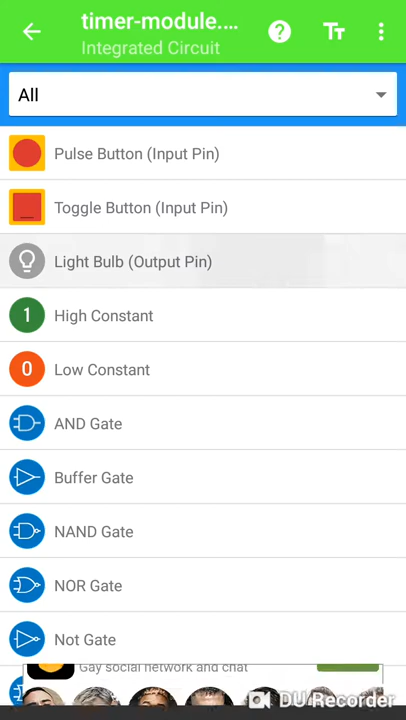 timer-module....
Integrated Circuit
?
TT
All
Pulse Button (Input Pin)
Toggle Button (Input Pin)
Light Bulb (Output Pin)
1
High Constant
0
Low Constant
AND Gate
Buffer Gate
NAND Gate
NOR Gate
Not Gate
Gay social network and chat
DU Recorder